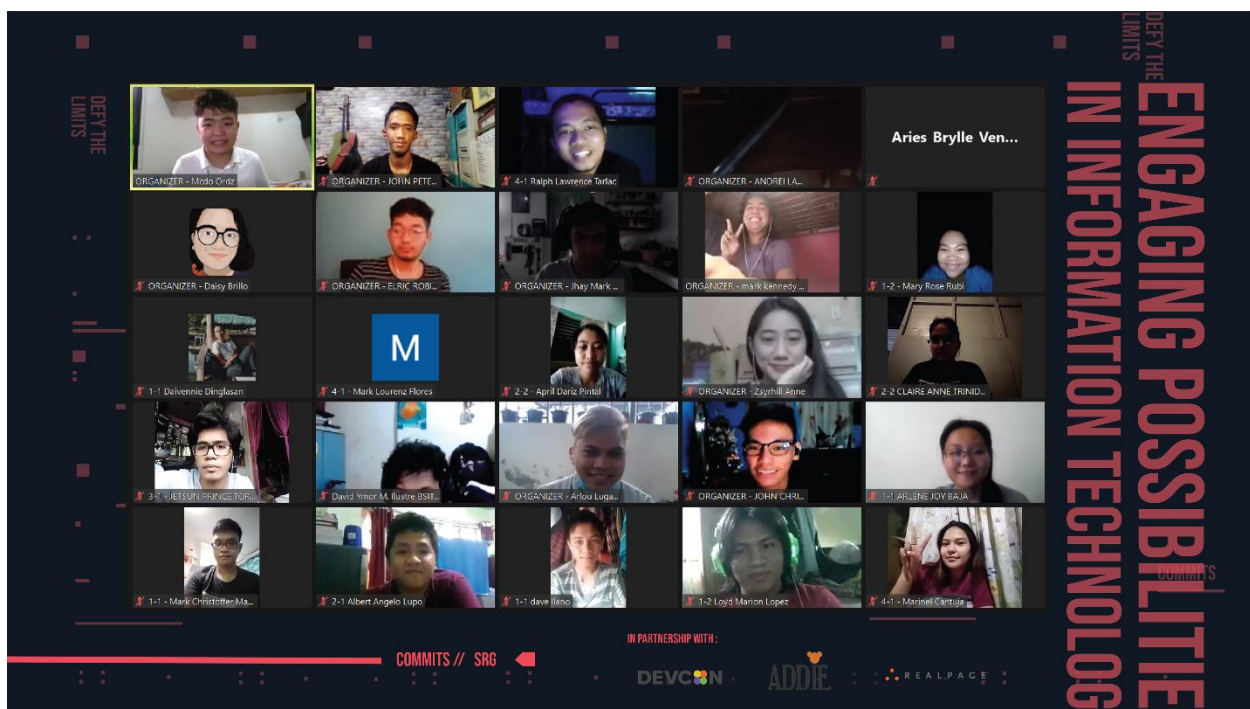 DEFY THE
LIMITS
DEFY THE
LIMITS
ENGAGING POSSIBILITIE
IN INFORMATION TECHNOLOG
ORGANIZER - Mcdo Ordz
ORGANIZER - JOHN PETE...
4-1 Ralph Lawrence Tarlac
ORGANIZER - ANDREI LA...
Aries Brylle Ven...
ORGANIZER - Daisy Brillo
ORGANIZER - ELRIC ROBI...
ORGANIZER - Jhay Mark ...
ORGANIZER - mark kennedy ...
1-2 - Mary Rose Rubi
1-1 Daivennie Dinglasan
M
4-1 - Mark Lourenz Flores
2-2 - April Dariz Pintal
ORGANIZER - Zsyrhill Anne
2-2 CLAIRE ANNE TRINID...
3-1 - JETSUN PRINCE TOR...
David Ymor M. Ilustre BSIT...
ORGANIZER - Arlou Luga...
ORGANIZER - JOHN CHRI...
1-1 ARLENE JOY BAJA
1-1 - Mark Christoffer Ma...
2-1 Albert Angelo Lupo
1-1 dave llano
1-2 Loyd Marion Lopez
4-1 - Marinel Cantuja
COMMITS
IN PARTNERSHIP WITH :
COMMITS // SRG
DEVCON
ADDIE
REALPAGE